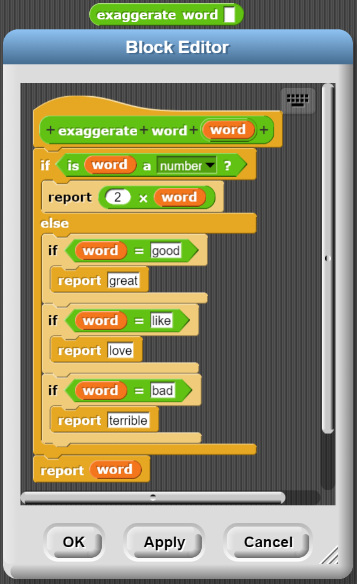 exaggerate word
Block Editor
+ exaggerate + word + word +
if is word a number ?
report 2 x word
else
if word = good
report great
if word = like
report love
if word = bad
report terrible
report word
OK Apply Cancel